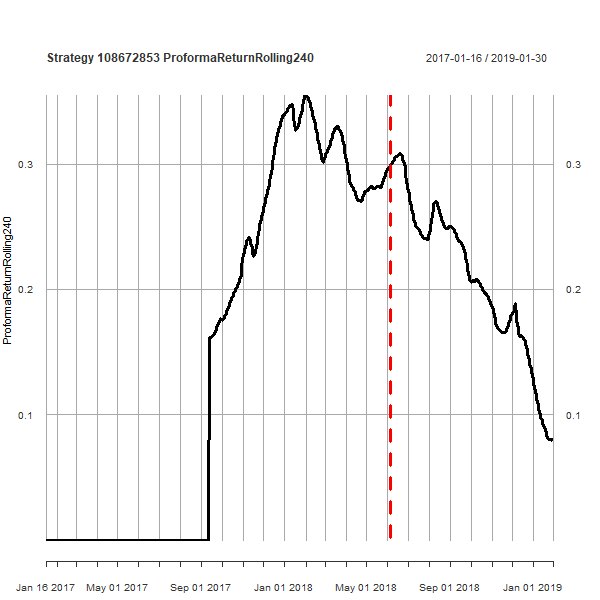 Strategy 108672853 ProformaReturnRolling240
2017-01-16 / 2019-01-30
ProformaReturnRolling240
0.3
0.2
0.1
0.3
0.2
0.1
Jan 16 2017
May 01 2017
Sep 01 2017
Jan 01 2018
May 01 2018
Sep 01 2018
Jan 01 2019